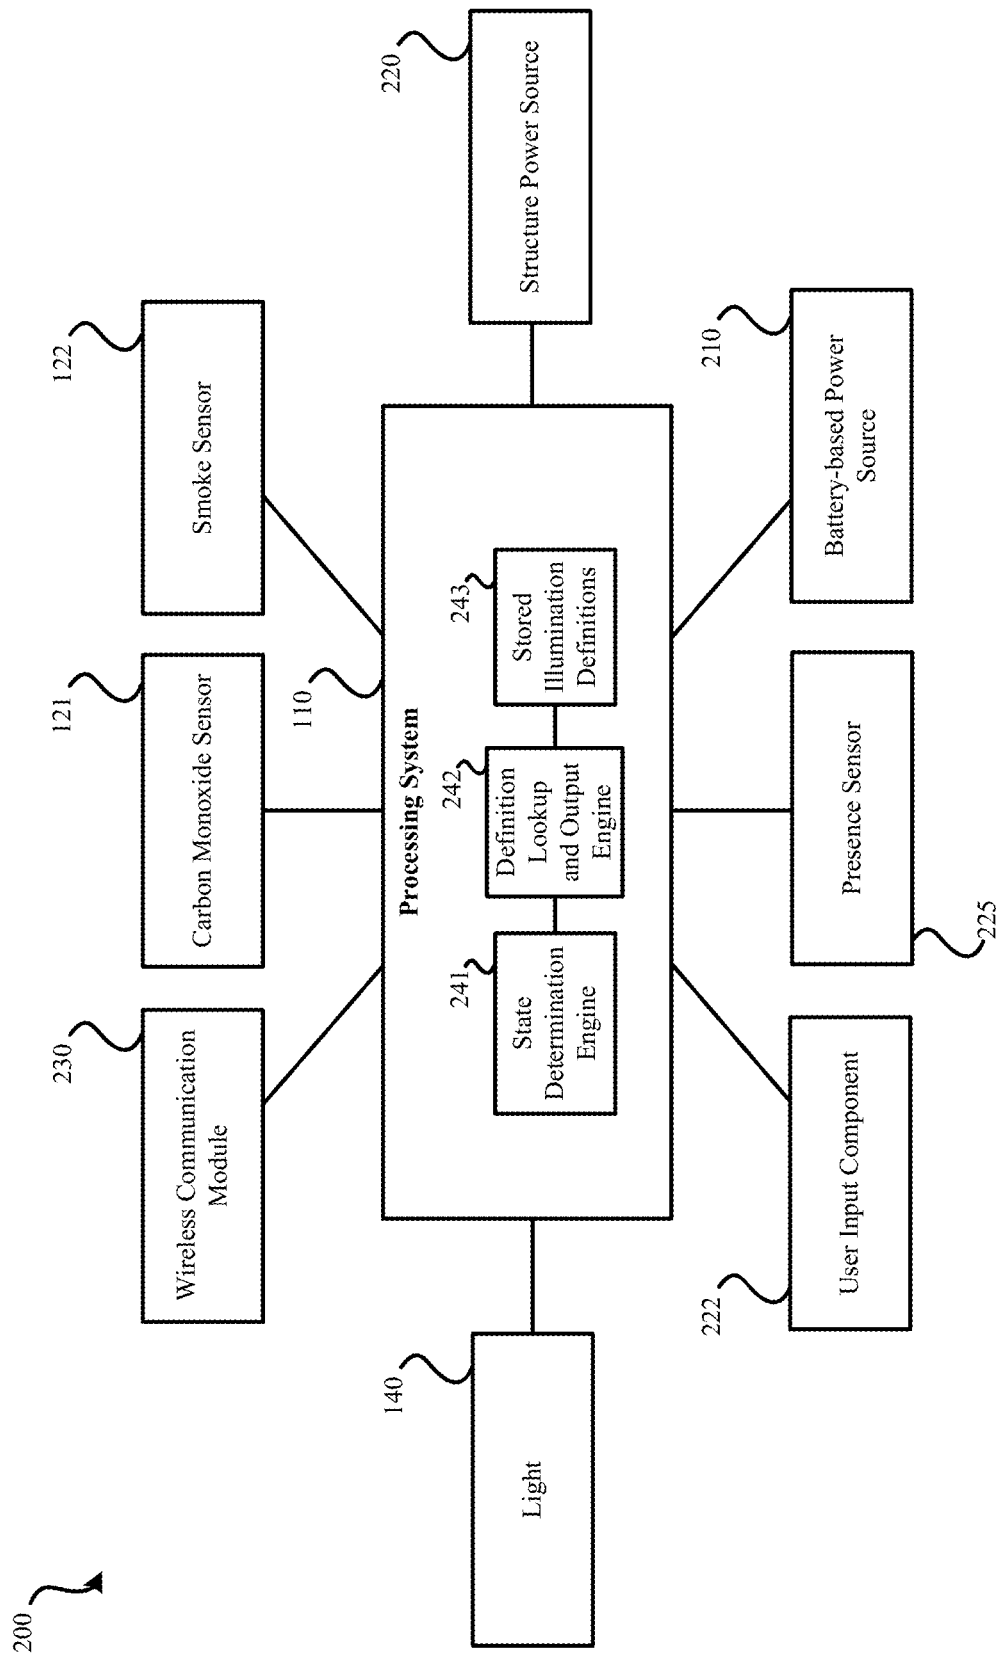 200
230
Wireless Communication
Module
121
Carbon Monoxide Sensor
122
Smoke Sensor
140
Light
110
Processing System
241
State
Determination
Engine
242
Definition
Lookup
and Output
Engine
243
Stored
Illumination
Definitions
220
Structure Power Source
222
User Input Component
Presence Sensor
225
210
Battery-based Power
Source